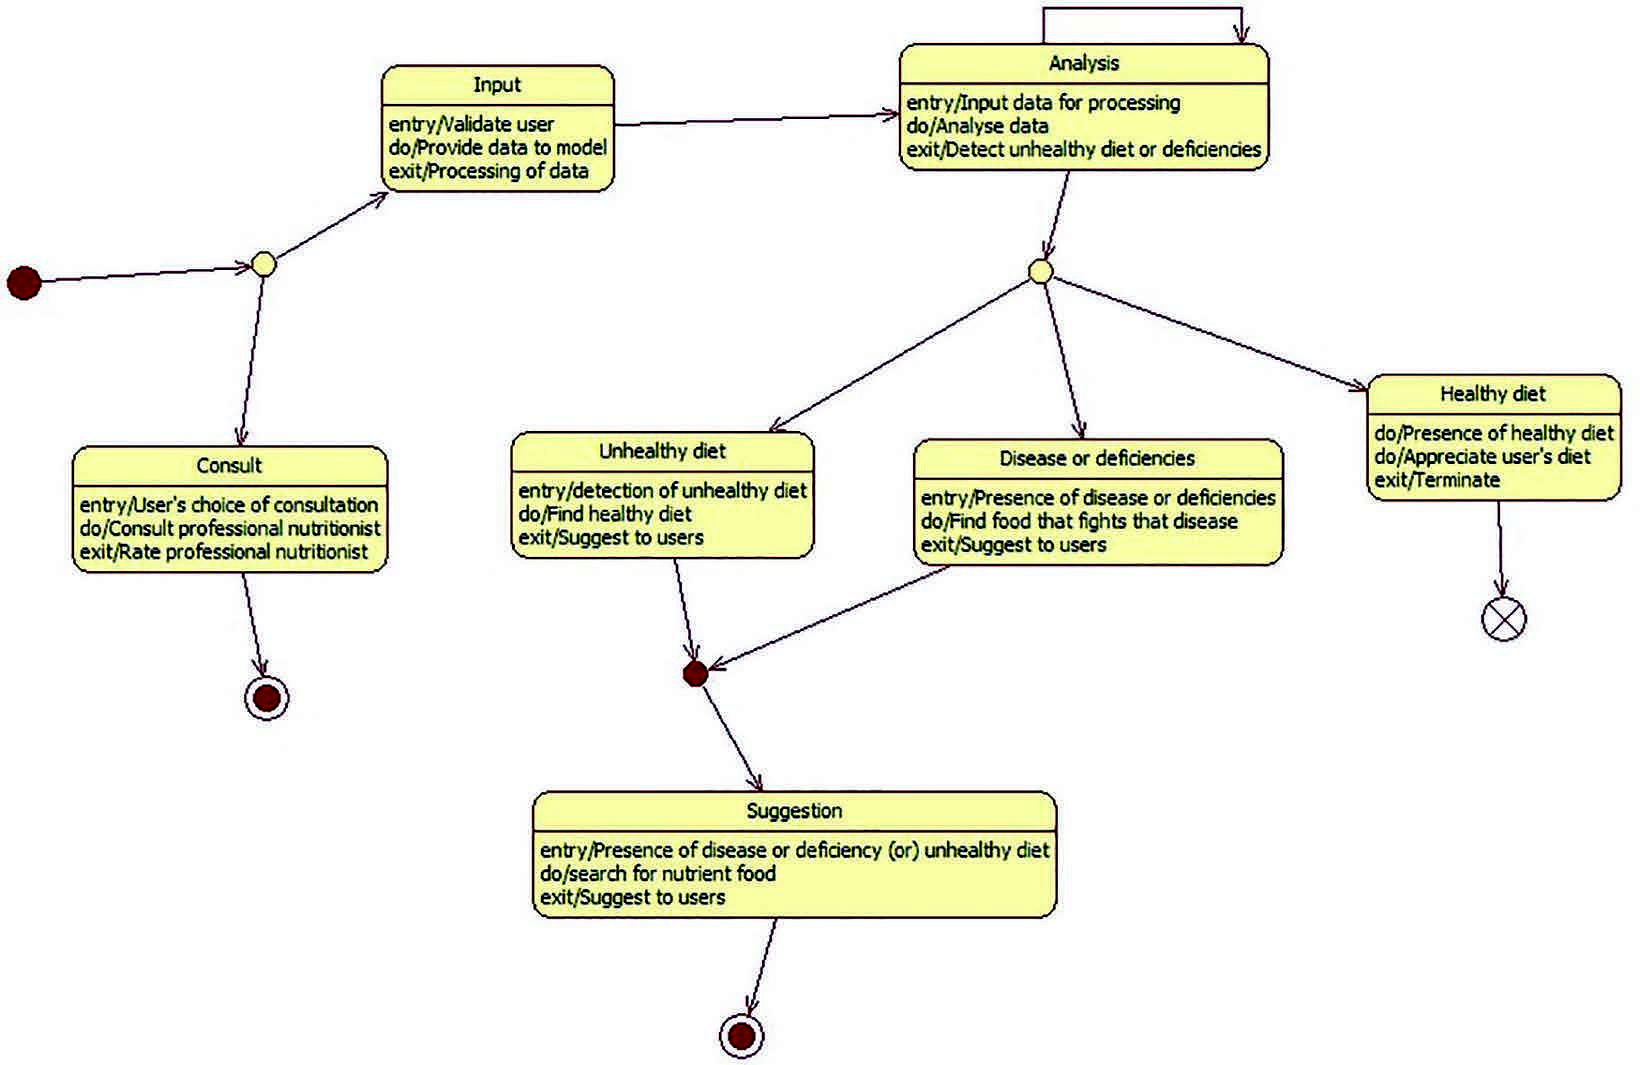 Input
entry/Validate user
do/Provide data to model
exit/Processing of data
Analysis
entry/Input data for processing
do/Analyse data
exit/Detect unhealthy diet or deficiencies
Consult
entry/User's choice of consultation
do/Consult professional nutritionist
exit/Rate professional nutritionist
Unhealthy diet
entry/detection of unhealthy diet
do/Find healthy diet
exit/Suggest to users
Disease or deficiencies
entry/Presence of disease or deficiencies
do/Find food that fights that disease
exit/Suggest to users
Healthy diet
do/Presence of healthy diet
do/Appreciate user's diet
exit/Terminate
Suggestion
entry/Presence of disease or deficiency (or) unhealthy diet
do/search for nutrient food
exit/Suggest to users